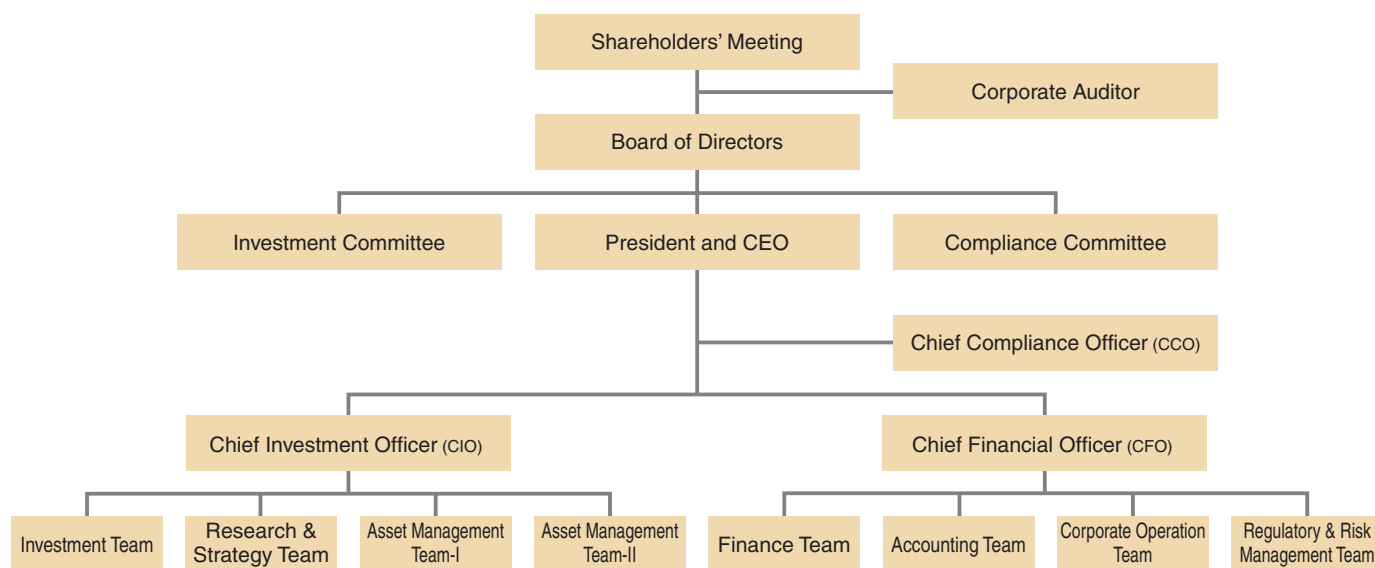 Shareholders’ Meeting
Corporate Auditor
Board of Directors
Investment Committee
President and CEO
Compliance Committee
Chief Compliance Officer (CCO)
Chief Investment Officer (CIO)
Chief Financial Officer (CFO)
Investment Team
Research &
Strategy Team
Asset Management
Team-I
Asset Management
Team-II
Finance Team
Accounting Team
Corporate Operation
Team
Regulatory & Risk
Management Team